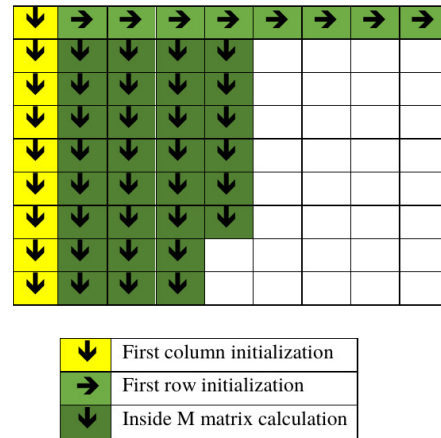 First column initialization
First row initialization
Inside M matrix calculation